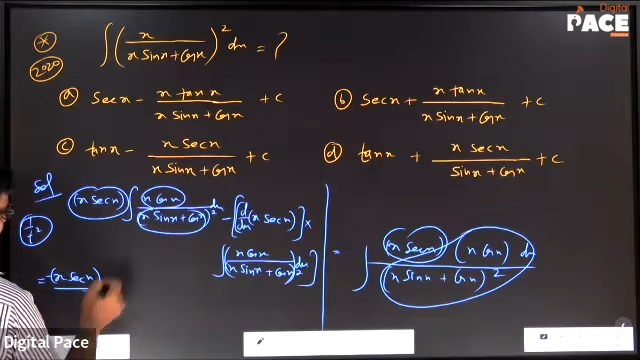 Digital
PACE
* ∫ ( x / (x sinx + cosx) )² dx = ?
2020
(a) secx - (x tanx) / (x sinx + cosx) + c
(b) secx + (x tanx) / (x sinx + cosx) + c
(c) tanx - (x secx) / (x sinx + cosx) + c
(d) tanx + (x secx) / (x sinx + cosx) + c
Sol (x secx) ∫ (x cosx) / (x sinx + cosx)² dx - ∫ [ d/dx (x secx) ] x
∫ (x cosx) / (x sinx + cosx)² dx ]
= ∫ (x secx) (x cosx) dx / (x sinx + cosx)²
= -(x secx)
Digital Pace